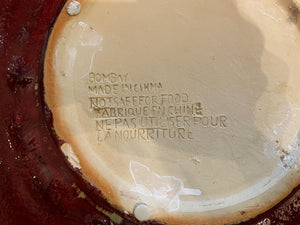 BOMBAY
MADE IN CHINA
NOT SAFE FOR FOOD
FABRIQUE EN CHINE
NE PAS UTILISER POUR
LA NOURRITURE